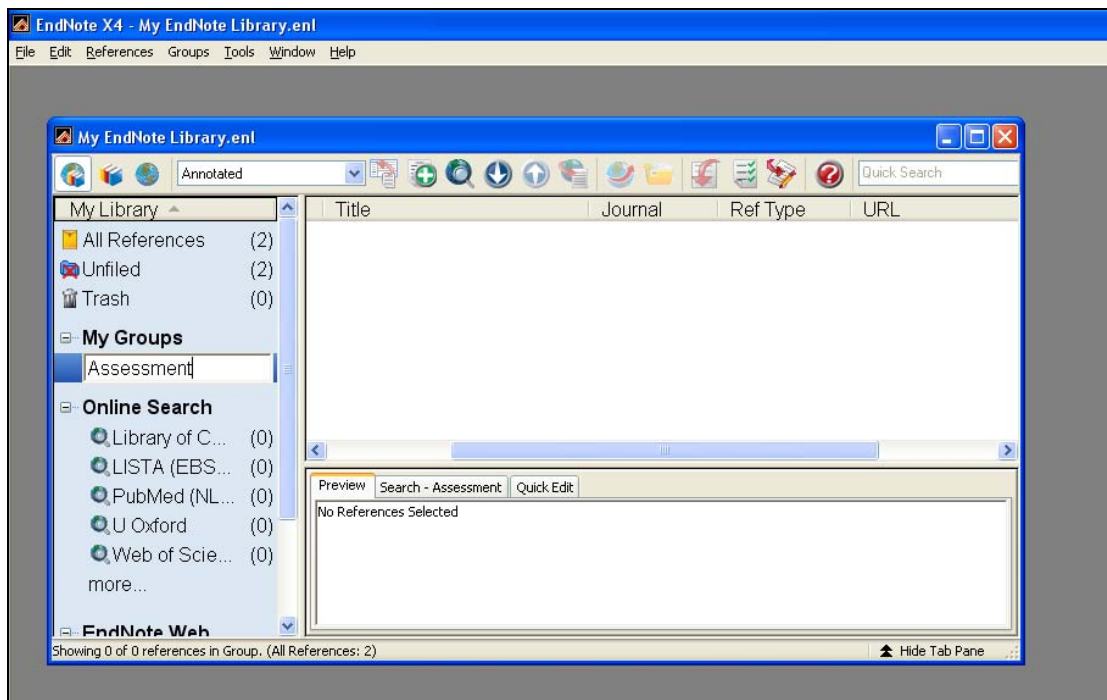 EndNote X4 - My EndNote Library.enl
File Edit References Groups Tools Window Help
My EndNote Library.enl
Annotated
Quick Search
My Library
Title Journal Ref Type URL
All References (2)
Unfiled (2)
Trash (0)
My Groups
Assessment
Online Search
Library of C... (0)
LISTA (EBS... (0)
PubMed (NL... (0)
U Oxford (0)
Web of Scie... (0)
more...
EndNote Web
Preview Search - Assessment Quick Edit
No References Selected
Showing 0 of 0 references in Group. (All References: 2)
Hide Tab Pane